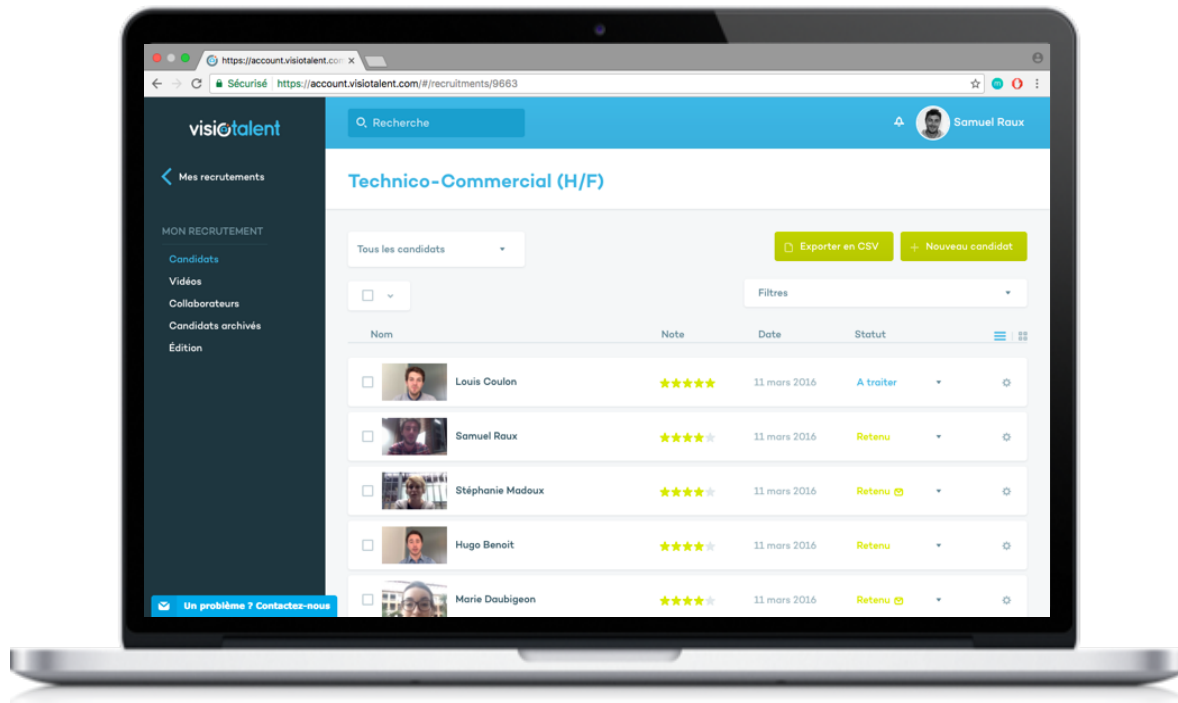 https://account.visiotalent.con x
Sécurisé https://account.visiotalent.com/#/recruitments/9663
visiotalent
Recherche
Samuel Raux
Mes recrutements
Technico-Commercial (H/F)
MON RECRUTEMENT
Candidats
Vidéos
Collaborateurs
Candidats archivés
Édition
Tous les candidats
Exporter en CSV
+ Nouveau candidat
Filtres
Nom Note Date Statut
Louis Coulon 11 mars 2016 A traiter
Samuel Raux 11 mars 2016 Retenu
Stéphanie Madoux 11 mars 2016 Retenu
Hugo Benoit 11 mars 2016 Retenu
Marie Daubigeon 11 mars 2016 Retenu
Un problème ? Contactez-nous